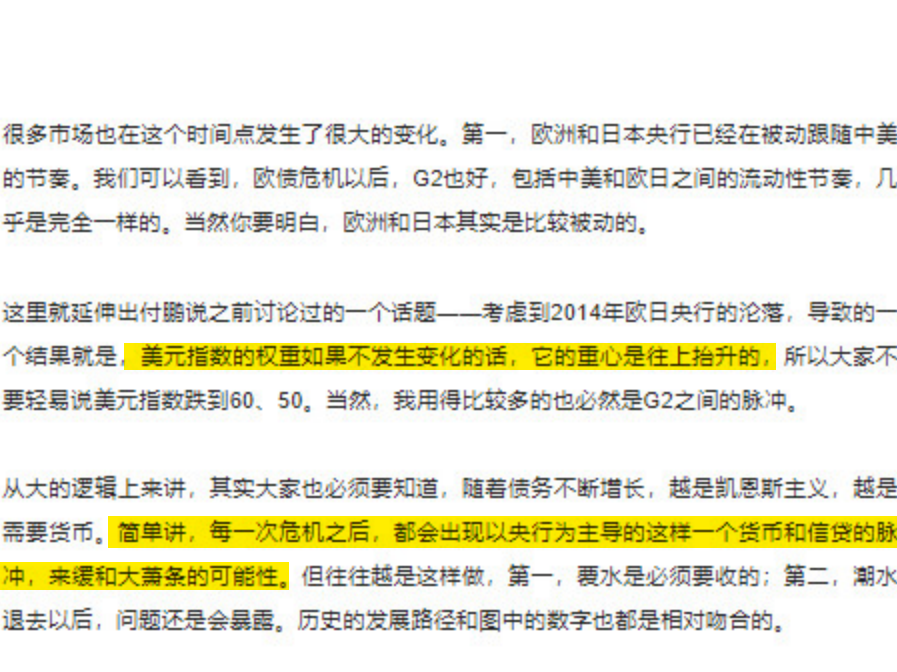 很多市场也在这个时间点发生了很大的变化。第一，欧洲和日本央行已经在被动跟随中美
的节奏。我们可以看到，欧债危机以后，G2也好，包括中美和欧日之间的流动性节奏，几
乎是完全一样的。当然你要明白，欧洲和日本其实是比较被动的。
这里就延伸出付鹏说之前讨论过的一个话题——考虑到2014年欧日央行的沦落，导致的一
个结果就是，美元指数的权重如果不发生变化的话，它的重心是往上抬升的，所以大家不
要轻易说美元指数跌到60、50。当然，我用得比较多的也必然是G2之间的脉冲。
从大的逻辑上来讲，其实大家也必须要知道，随着债务不断增长，越是凯恩斯主义，越是
需要货币。简单讲，每一次危机之后，都会出现以央行为主导的这样一个货币和信贷的脉
冲，来缓和大萧条的可能性。但往往越是这样做，第一，覆水是必须要收的；第二，潮水
退去以后，问题还是会暴露。历史的发展路径和图中的数字也都是相对吻合的。